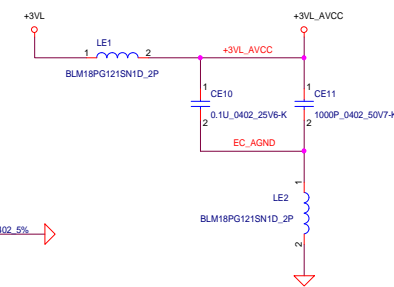 +3VL
+3VL_AVCC
LE1
+3VL_AVCC
1
2
BLM18PG121SN1D_2P
1
CE10
1
CE11
0.1U_0402_25V6-K
1000P_0402_50V7-K
2
2
EC_AGND
1
LE2
BLM18PG121SN1D_2P
402_5%
2